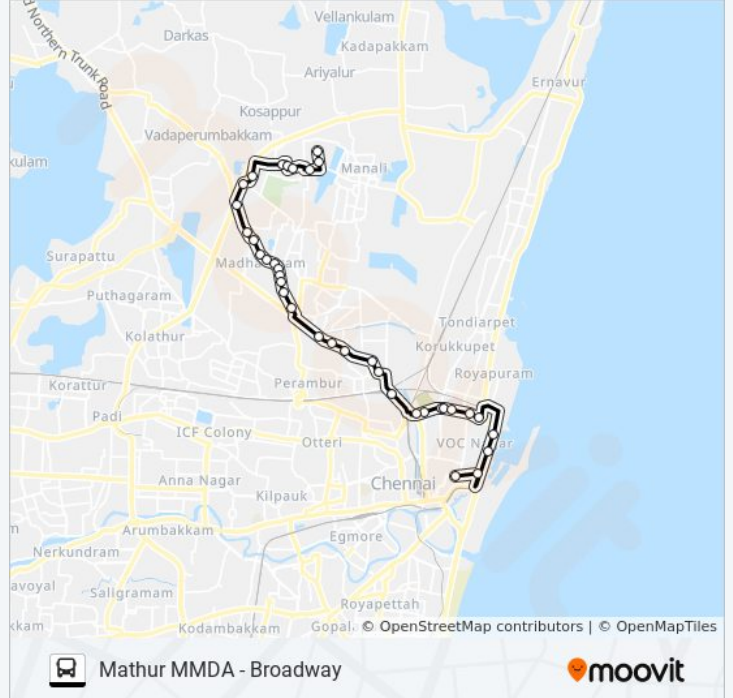 Vellankulam
Darkas
Kadapakkam
d Northern Trunk Road
Ariyalur
Ernavur
Kosappur
Vadaperumbakkam
kulam
Manali
Surapattu
Puthagaram
Kolathur
Tondiarpet
Korukkupet
Royapuram
Korattur
Perambur
Padi
ICF Colony
Otteri
VOC Nagar
Anna Nagar
Chennai
Kilpauk
Arumbakkam
Egmore
Nerkundram
avoyal
Saligramam
Royapettah
kkam
Kodambakkam
Gopal
© OpenStreetMap contributors | © OpenMapTiles
Mathur MMDA - Broadway
moovit